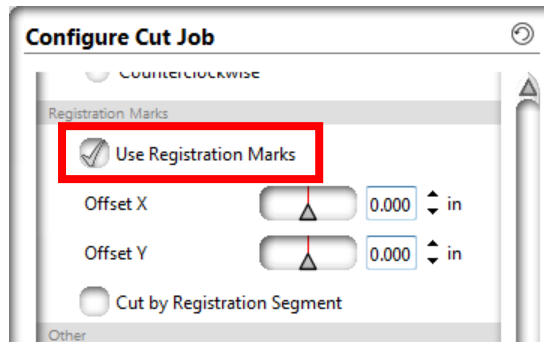 Configure Cut Job
Counterclockwise
Registration Marks
Use Registration Marks
Offset X 0.000 in
Offset Y 0.000 in
Cut by Registration Segment
Other